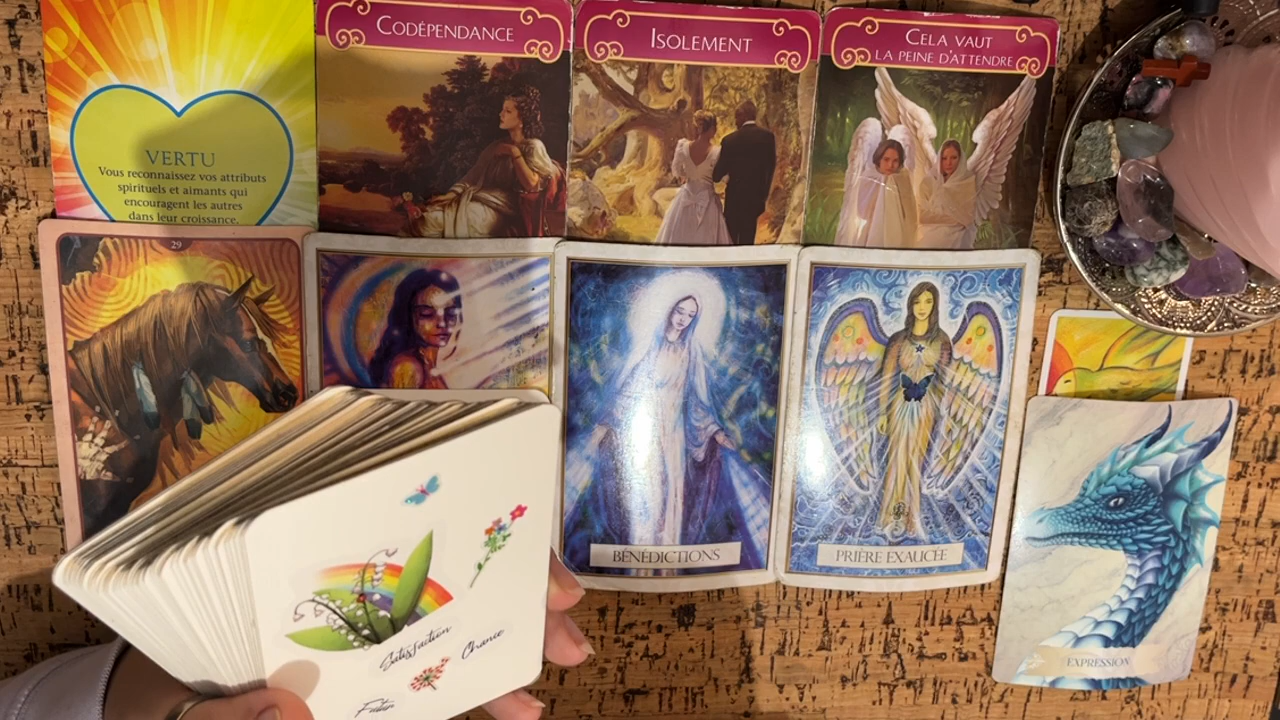 CODÉPENDANCE
ISOLEMENT
CELA VAUT
LA PEINE D'ATTENDRE
VERTU
Vous reconnaissez vos attributs
spirituels et aimants qui
encouragent les autres
dans leur croissance.
29
BÉNÉDICTIONS
PRIÈRE EXAUCÉE
EXPRESSION
Satisfaction
Chance